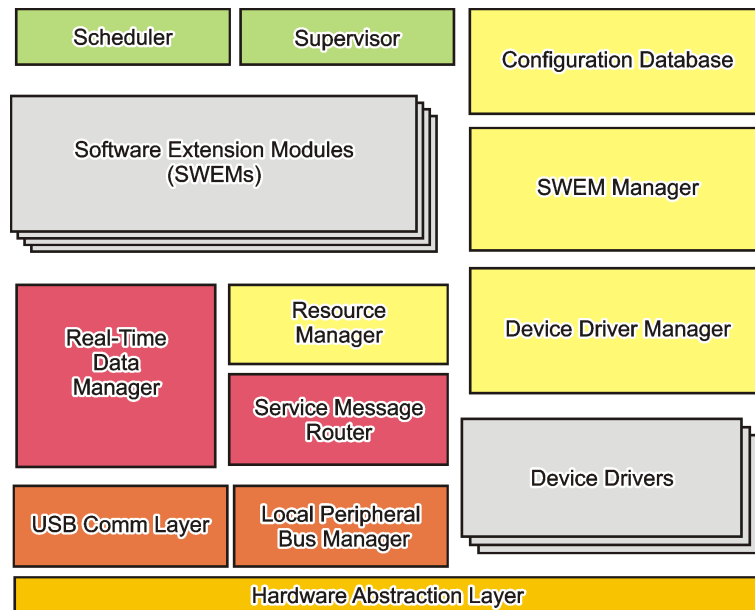 Scheduler
Supervisor
Configuration Database
Software Extension Modules
(SWEMs)
SWEM Manager
Real-Time
Data
Manager
Resource
Manager
Device Driver Manager
Service Message
Router
Device Drivers
USB Comm Layer
Local Peripheral
Bus Manager
Hardware Abstraction Layer